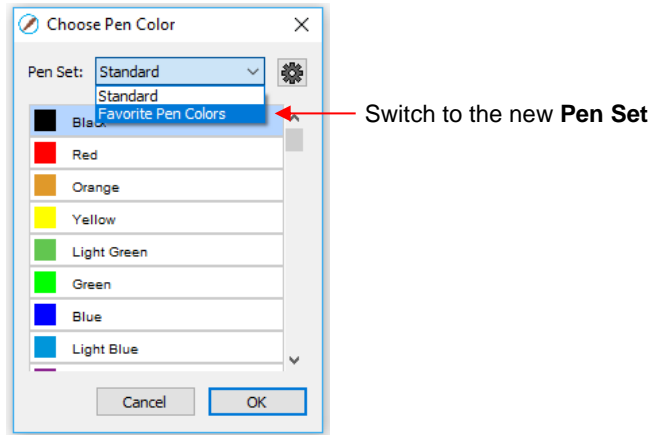 Choose Pen Color
Pen Set: Standard
Standard
Favorite Pen Colors
Switch to the new Pen Set
Black
Red
Orange
Yellow
Light Green
Green
Blue
Light Blue
Cancel OK